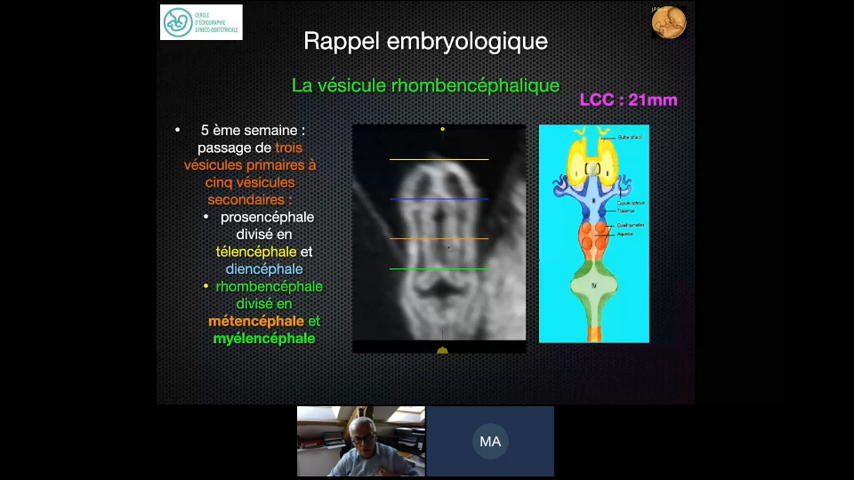 CERCLE
D'ÉCHOGRAPHIE
GYNÉCO-OBSTÉTRICALE
Rappel embryologique
La vésicule rhombencéphalique
LCC : 21mm
• 5 ème semaine :
passage de trois
vésicules primaires à
cinq vésicules
secondaires :
• prosencéphale
divisé en
télencéphale et
diencéphale
• rhombencéphale
divisé en
métencéphale et
myélencéphale
Thalamus
IV
MA